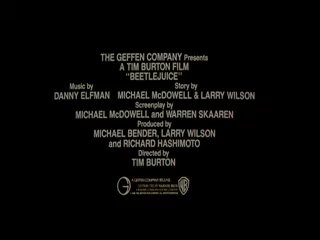 THE GEFFEN COMPANY Presents
A TIM BURTON FILM
"BEETLEJUICE"
Music by Story by
DANNY ELFMAN MICHAEL McDOWELL & LARRY WILSON
Screenplay by
MICHAEL McDOWELL and WARREN SKAAREN
Produced by
MICHAEL BENDER, LARRY WILSON
and RICHARD HASHIMOTO
Directed by
TIM BURTON